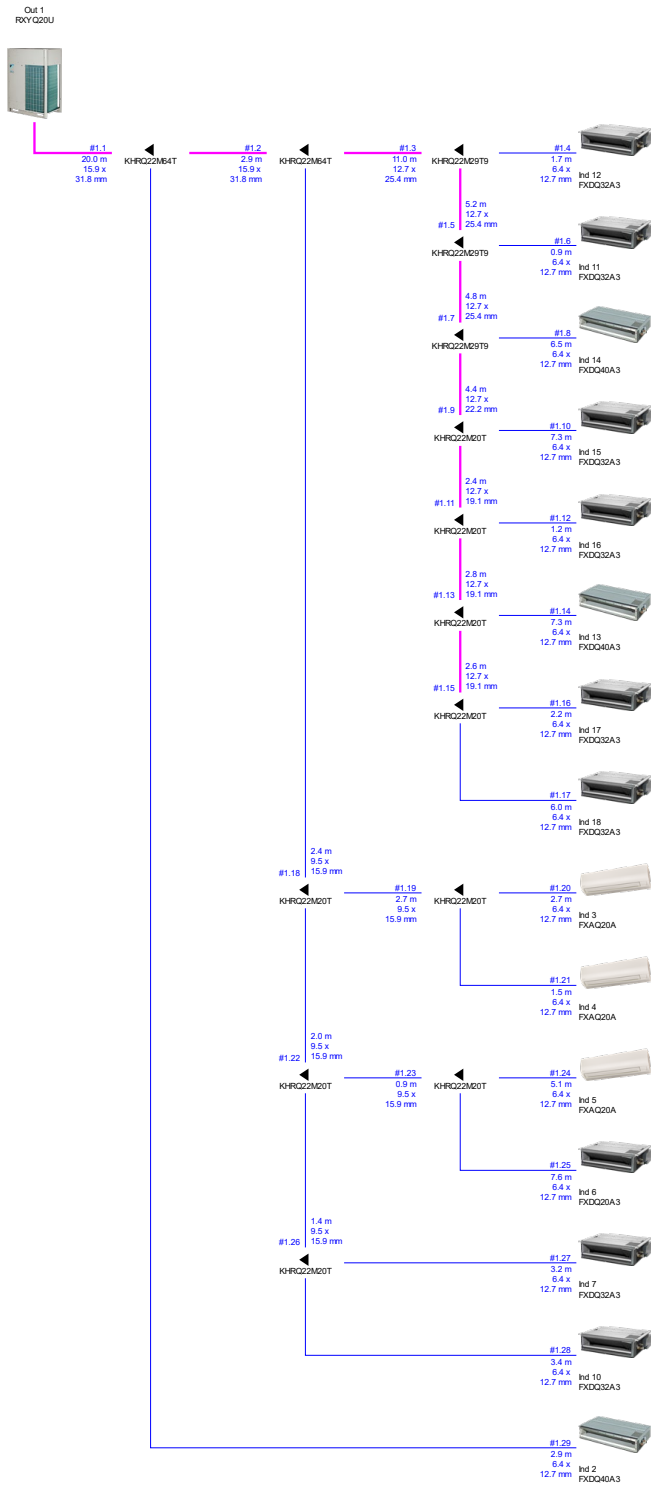 Out 1
RXYQ20U
#1.1
20.0 m
15.9 x
31.8 mm
KHRQ22M64T
#1.2
2.9 m
15.9 x
31.8 mm
KHRQ22M64T
#1.3
11.0 m
12.7 x
25.4 mm
KHRQ22M29T9
#1.4
1.7 m
6.4 x
12.7 mm
Ind 12
FXDQ32A3
#1.5
5.2 m
12.7 x
25.4 mm
KHRQ22M29T9
#1.6
0.9 m
6.4 x
12.7 mm
Ind 11
FXDQ32A3
#1.7
4.8 m
12.7 x
25.4 mm
KHRQ22M29T9
#1.8
6.5 m
6.4 x
12.7 mm
Ind 14
FXDQ40A3
#1.9
4.4 m
12.7 x
22.2 mm
KHRQ22M20T
#1.10
7.3 m
6.4 x
12.7 mm
Ind 15
FXDQ32A3
#1.11
2.4 m
12.7 x
19.1 mm
KHRQ22M20T
#1.12
1.2 m
6.4 x
12.7 mm
Ind 16
FXDQ32A3
#1.13
2.8 m
12.7 x
19.1 mm
KHRQ22M20T
#1.14
7.3 m
6.4 x
12.7 mm
Ind 13
FXDQ40A3
#1.15
2.6 m
12.7 x
19.1 mm
KHRQ22M20T
#1.16
2.2 m
6.4 x
12.7 mm
Ind 17
FXDQ32A3
#1.17
6.0 m
6.4 x
12.7 mm
Ind 18
FXDQ32A3
#1.18
2.4 m
9.5 x
15.9 mm
KHRQ22M20T
#1.19
2.7 m
9.5 x
15.9 mm
KHRQ22M20T
#1.20
2.7 m
6.4 x
12.7 mm
Ind 3
FXAQ20A
#1.21
1.5 m
6.4 x
12.7 mm
Ind 4
FXAQ20A
#1.22
2.0 m
9.5 x
15.9 mm
KHRQ22M20T
#1.23
0.9 m
9.5 x
15.9 mm
KHRQ22M20T
#1.24
5.1 m
6.4 x
12.7 mm
Ind 5
FXAQ20A
#1.25
7.6 m
6.4 x
12.7 mm
Ind 6
FXDQ20A3
#1.26
1.4 m
9.5 x
15.9 mm
KHRQ22M20T
#1.27
3.2 m
6.4 x
12.7 mm
Ind 7
FXDQ32A3
#1.28
3.4 m
6.4 x
12.7 mm
Ind 10
FXDQ32A3
#1.29
2.9 m
6.4 x
12.7 mm
Ind 2
FXDQ40A3